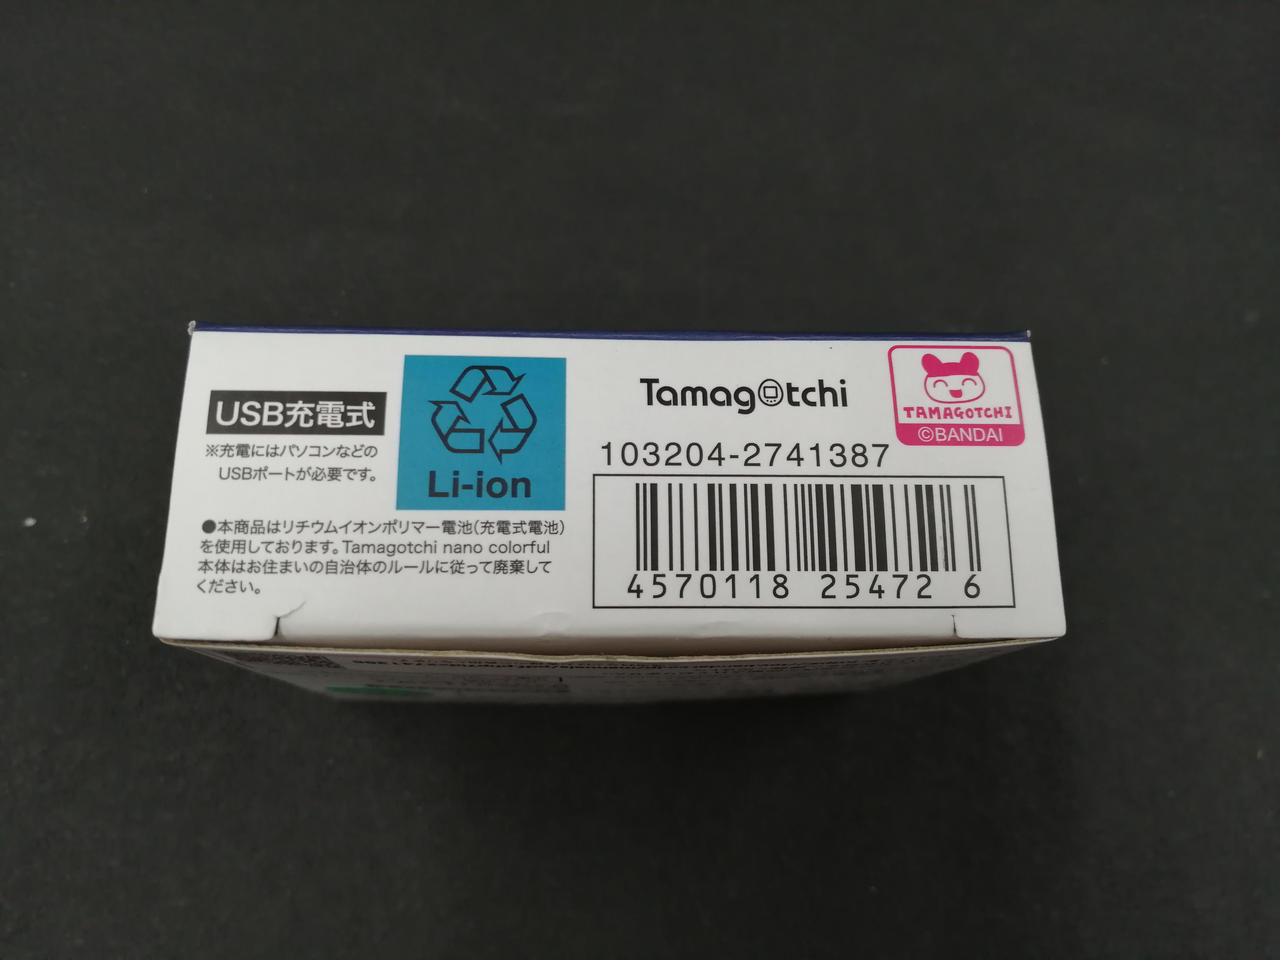 USB充電式
※充電にはパソコンなどの
USBポートが必要です。
Li-ion
●本商品はリチウムイオンポリマー電池(充電式電池)
を使用しております。Tamagotchi nano colorful
本体はお住まいの自治体のルールに従って廃棄して
ください。
Tamagotchi
103204-2741387
4570118 25472 6
TAMAGOTCHI
©BANDAI